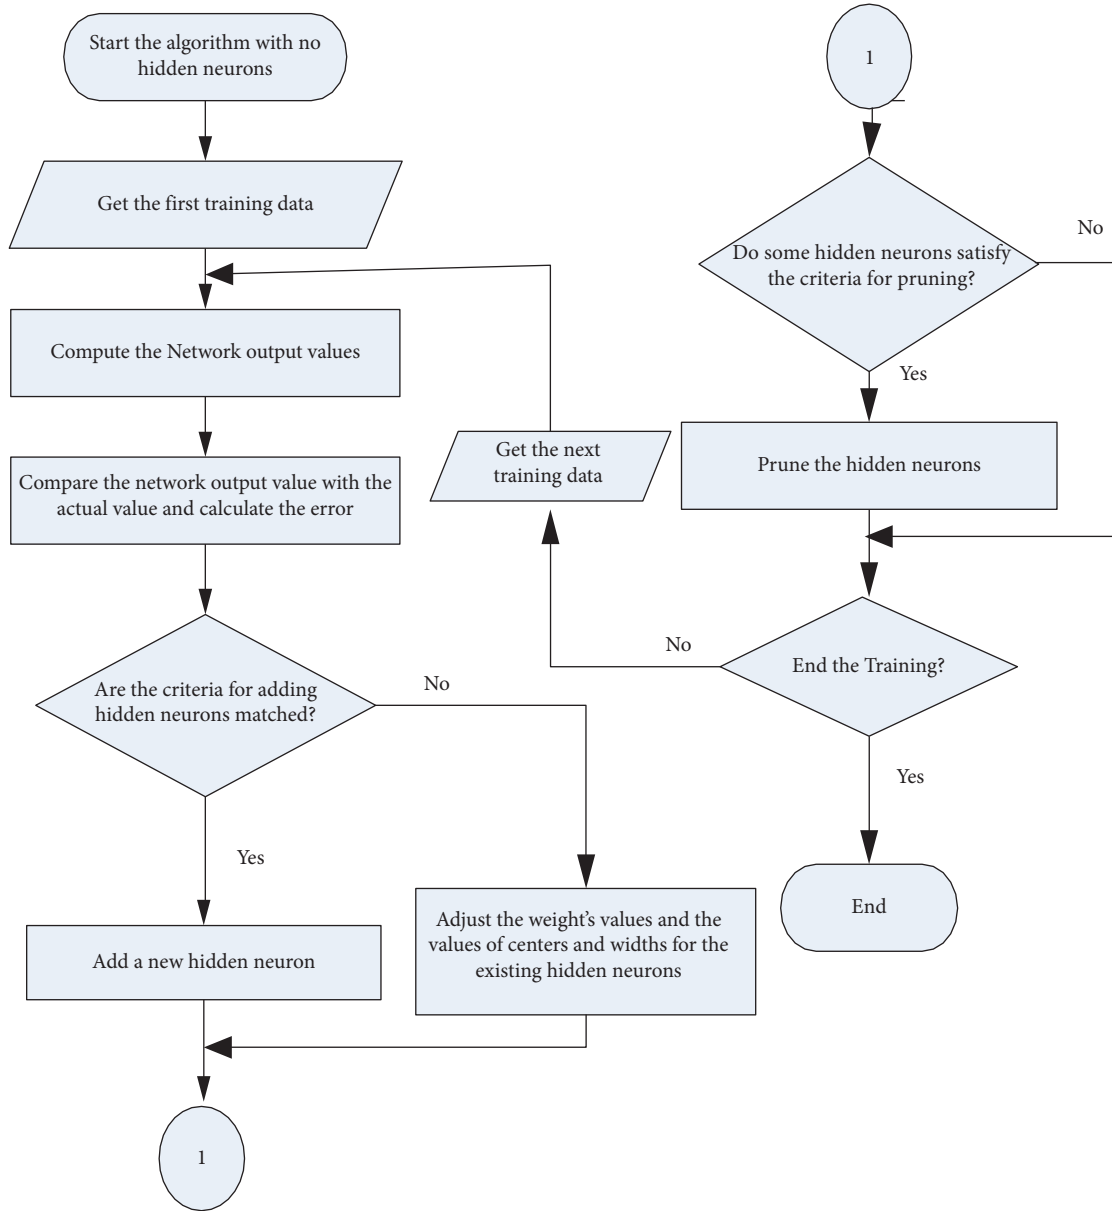 Start the algorithm with no
hidden neurons
Get the first training data
Compute the Network output values
Compare the network output value with the
actual value and calculate the error
Are the criteria for adding
hidden neurons matched?
No
Yes
Add a new hidden neuron
Adjust the weight's values and the
values of centers and widths for the
existing hidden neurons
1
1
Do some hidden neurons satisfy
the criteria for pruning?
No
Yes
Prune the hidden neurons
End the Training?
No
Get the next
training data
Yes
End